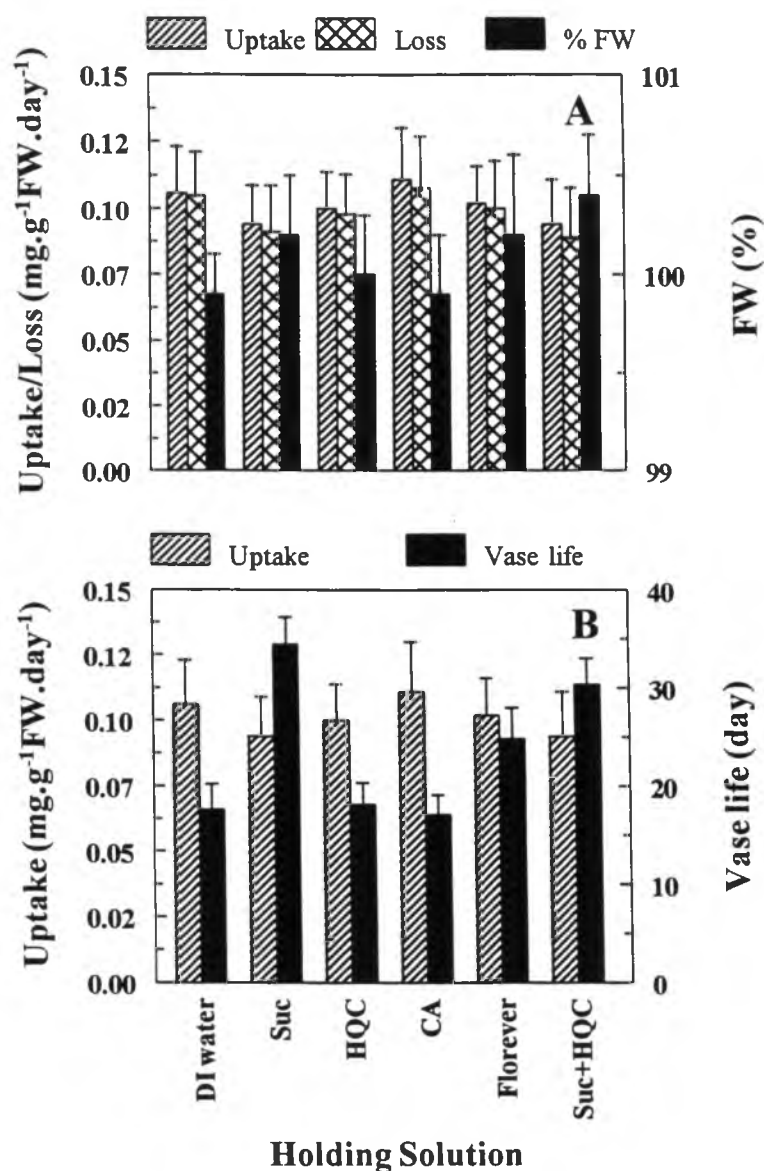 Uptake Loss % FW
A
0.15
0.12
0.10
0.07
0.05
0.02
0.00
Uptake/Loss (mg.g⁻¹FW.day⁻¹)
101
100
99
FW (%)
Uptake Vase life
B
0.15
0.12
0.10
0.07
0.05
0.02
0.00
Uptake (mg.g⁻¹FW.day⁻¹)
40
30
20
10
0
Vase life (day)
DI water
Suc
HQC
CA
Florever
Suc+HQC
Holding Solution